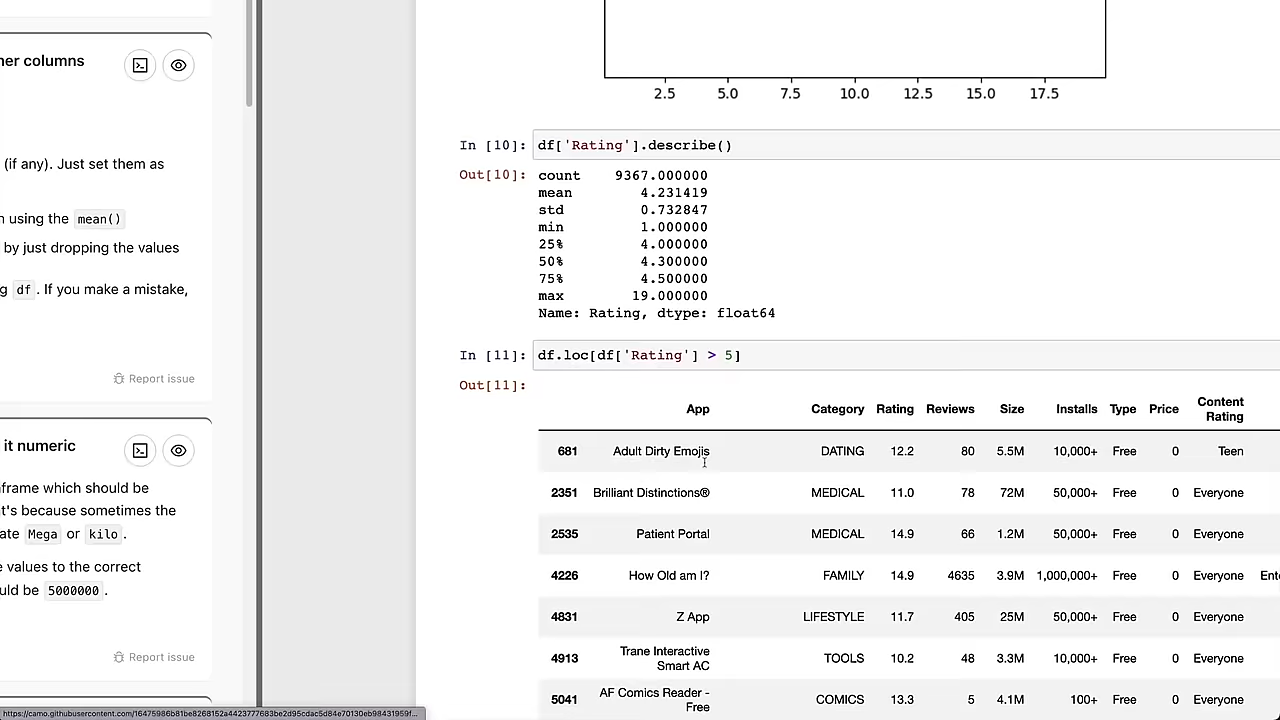 ner columns
(if any). Just set them as
n using the mean()
by just dropping the values
g df. If you make a mistake,
Report issue
it numeric
aframe which should be
at's because sometimes the
ate Mega or kilo.
e values to the correct
uld be 5000000.
Report issue
https://camo.githubusercontent.com/16475986b81be8268152a4423777683be2d95cdac5d84e70130eb98431959f...
2.5 5.0 7.5 10.0 12.5 15.0 17.5
In [10]: df['Rating'].describe()
Out[10]: count 9367.000000
mean 4.231419
std 0.732847
min 1.000000
25% 4.000000
50% 4.300000
75% 4.500000
max 19.000000
Name: Rating, dtype: float64
In [11]: df.loc[df['Rating'] > 5]
Out[11]:
App Category Rating Reviews Size Installs Type Price Content Rating
681 Adult Dirty Emojis DATING 12.2 80 5.5M 10,000+ Free 0 Teen
2351 Brilliant Distinctions® MEDICAL 11.0 78 72M 50,000+ Free 0 Everyone
2535 Patient Portal MEDICAL 14.9 66 1.2M 50,000+ Free 0 Everyone
4226 How Old am I? FAMILY 14.9 4635 3.9M 1,000,000+ Free 0 Everyone Ent
4831 Z App LIFESTYLE 11.7 405 25M 50,000+ Free 0 Everyone
4913 Trane Interactive Smart AC TOOLS 10.2 48 3.3M 10,000+ Free 0 Everyone
5041 AF Comics Reader - Free COMICS 13.3 5 4.1M 100+ Free 0 Everyone